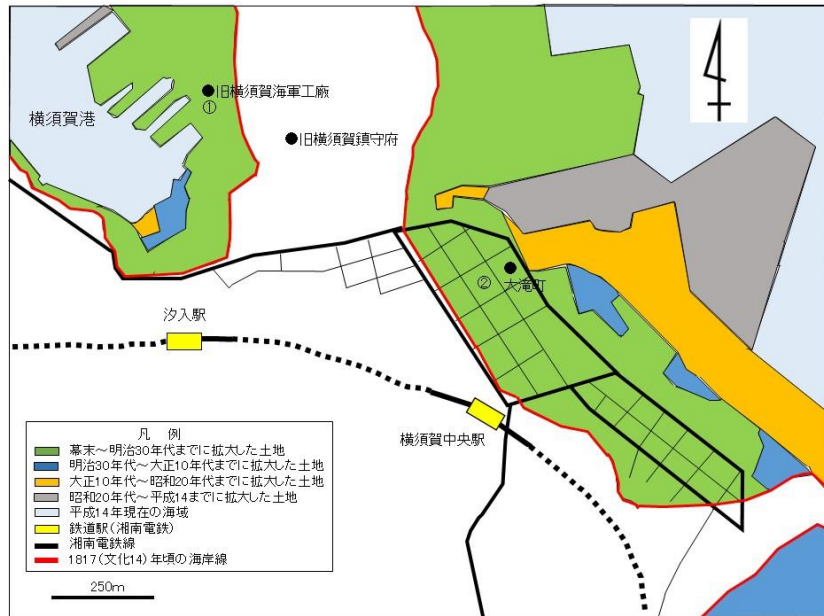 旧横須賀海軍工廠
①
横須賀港
旧横須賀鎮守府
②
大滝町
汐入駅
横須賀中央駅
凡 例
幕末～明治30年代までに拡大した土地
明治30年代～大正10年代までに拡大した土地
大正10年代～昭和20年代までに拡大した土地
昭和20年代～平成14までに拡大した土地
平成14年現在の海域
鉄道駅(湘南電鉄)
湘南電鉄線
1817(文化14)年頃の海岸線
250m